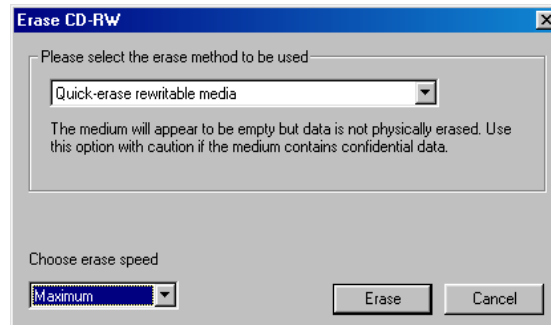 Erase CD-RW
Please select the erase method to be used
Quick-erase rewritable media
The medium will appear to be empty but data is not physically erased. Use
this option with caution if the medium contains confidential data.
Choose erase speed
Maximum
Erase
Cancel